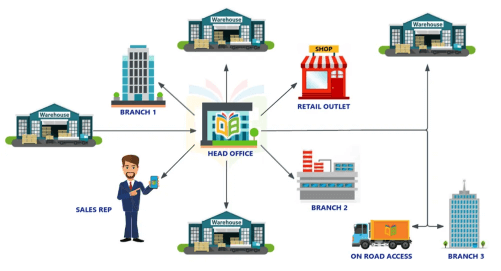 Warehouse
Warehouse
SHOP
BRANCH 1
RETAIL OUTLET
Warehouse
HEAD OFFICE
SALES REP
BRANCH 2
Warehouse
ON ROAD ACCESS
BRANCH 3